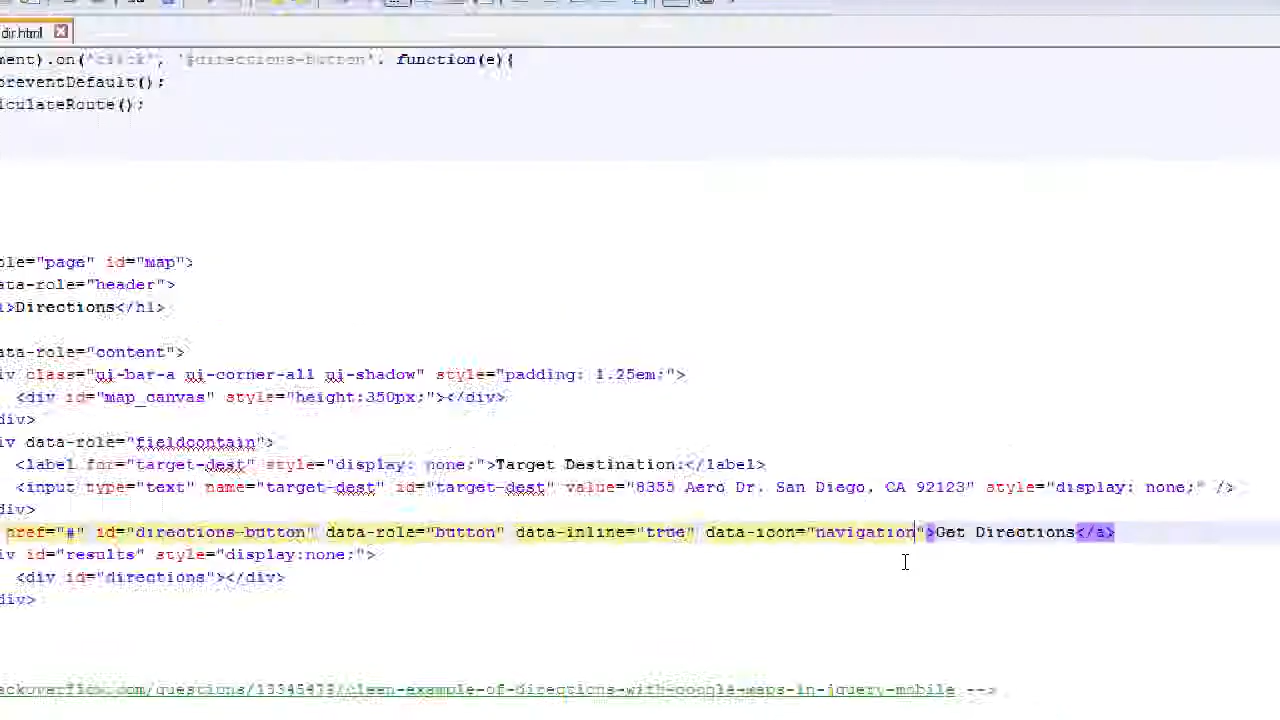 dir.html
ment).on('click', '#directions-button', function(e){
preventDefault();
lculateRoute();
ole="page" id="map">
ata-role="header">
1>Directions</h1>
ata-role="content">
iv class="ui-bar-a ui-corner-all ui-shadow" style="padding: 1.25em;">
<div id="map_canvas" style="height:350px;"></div>
div>
iv data-role="fieldcontain">
<label for="target-dest" style="display: none;">Target Destination:</label>
<input type="text" name="target-dest" id="target-dest" value="8355 Aero Dr. San Diego, CA 92123" style="display: none;" />
div>
href="#" id="directions-button" data-role="button" data-inline="true" data-icon="navigation">Get Directions</a>
iv id="results" style="display:none;">
<div id="directions"></div>
div>